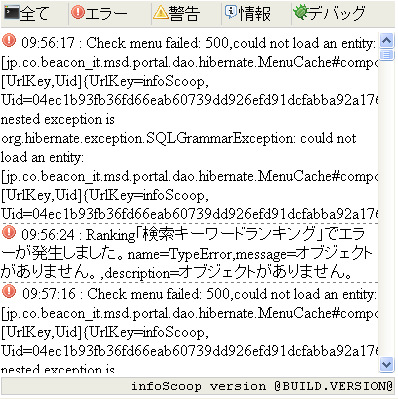 全て エラー 警告 情報 デバッグ
09:56:17 : Check menu failed: 500,could not load an entity:
[jp.co.beacon_it.msd.portal.dao.hibernate.MenuCache#compo
[UrlKey,Uid]{UrlKey=infoScoop,
Uid=04ec1b93fb36fd66eab60739dd926efd91dcfabba92a176
nested exception is
org.hibernate.exception.SQLGrammarException: could not
load an entity:
[jp.co.beacon_it.msd.portal.dao.hibernate.MenuCache#compo
[UrlKey,Uid]{UrlKey=infoScoop,
Uid=04ec1b93fb36fd66eab60739dd926efd91dcfabba92a176
09:56:24 : Ranking「検索キーワードランキング」でエラ
ーが発生しました。name=TypeError,message=オブジェクト
がありません。,description=オブジェクトがありません。
09:57:16 : Check menu failed: 500,could not load an entity:
[jp.co.beacon_it.msd.portal.dao.hibernate.MenuCache#compo
[UrlKey,Uid]{UrlKey=infoScoop,
Uid=04ec1b93fb36fd66eab60739dd926efd91dcfabba92a176
nested exception is
infoScoop version @BUILD.VERSION@